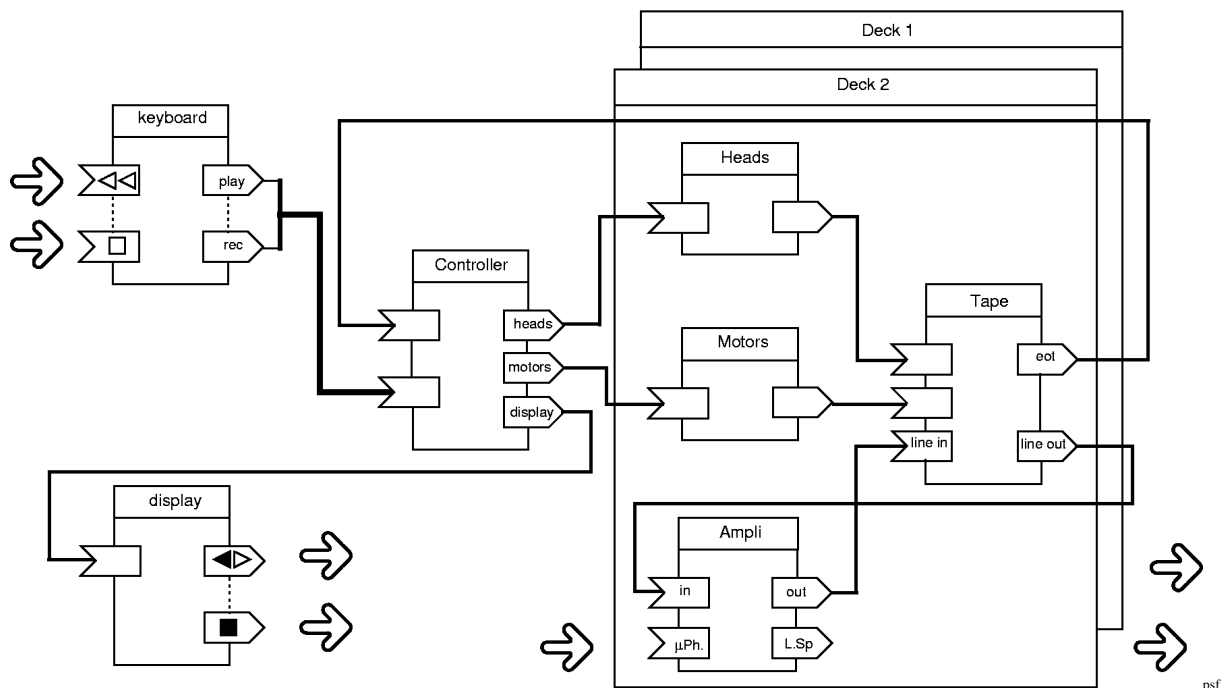 Deck 1
Deck 2
keyboard
play
rec
Heads
Controller
heads
motors
display
Motors
Tape
eot
line in
line out
display
Ampli
in
out
µPh.
L.Sp
psf